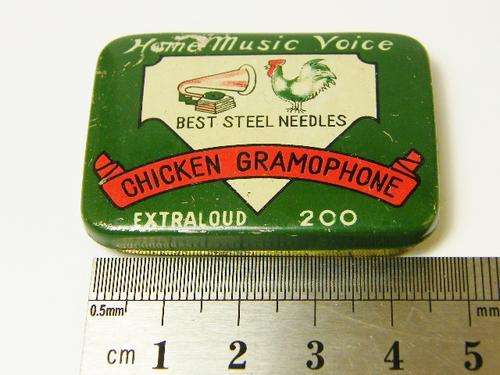 Home Music Voice
BEST STEEL NEEDLES
CHICKEN GRAMOPHONE
EXTRALOUD 200
0.5mm mm
cm 1 2 3 4 5